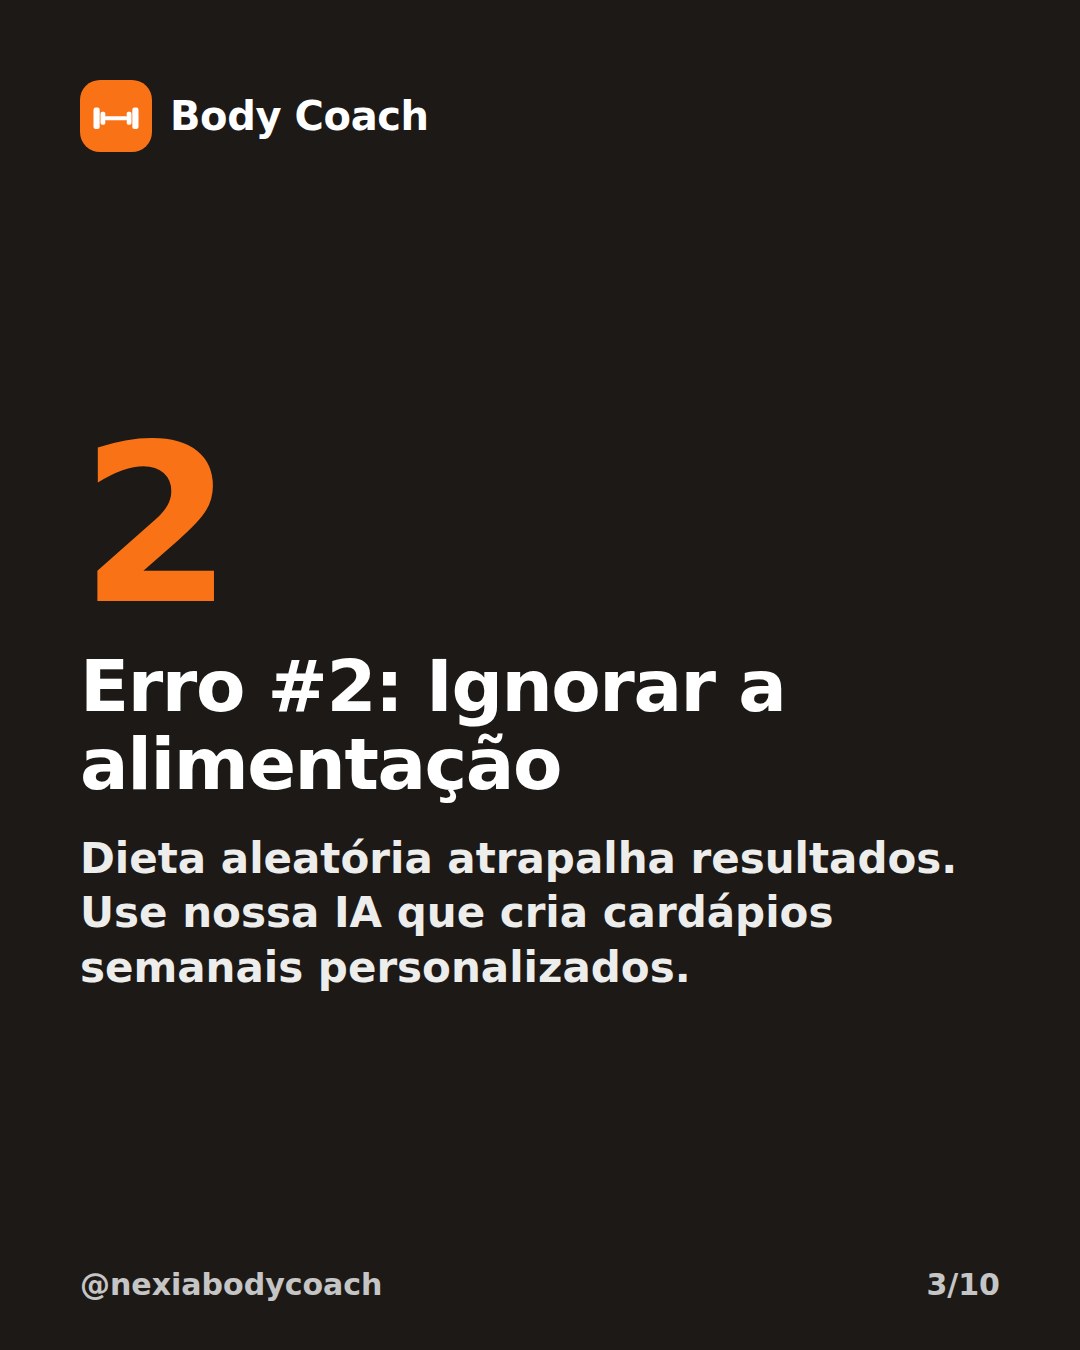 Body Coach
2
Erro #2: Ignorar a
alimentação
Dieta aleatória atrapalha resultados.
Use nossa IA que cria cardápios
semanais personalizados.
@nexiabodycoach
3/10